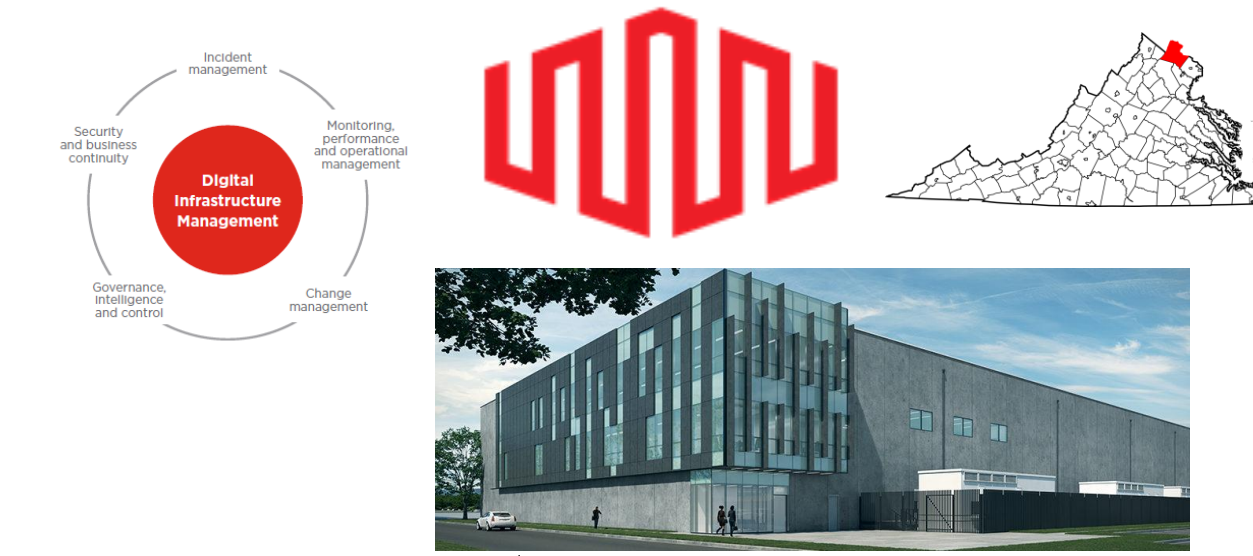 Incident
management
Monitoring,
performance
and operational
management
Change
management
Governance,
intelligence
and control
Security
and business
continuity
Digital
Infrastructure
Management